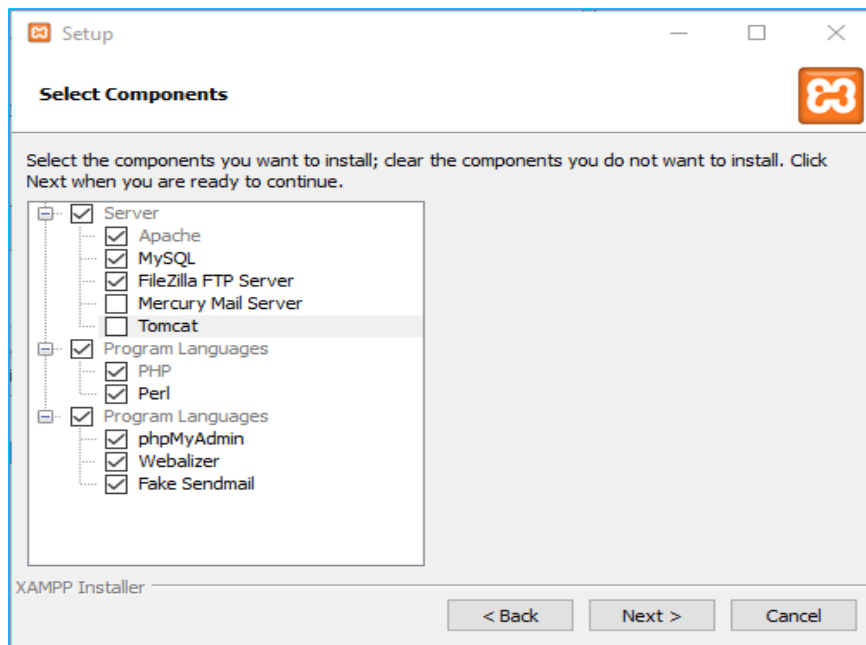 Setup
Select Components
Select the components you want to install; clear the components you do not want to install. Click
Next when you are ready to continue.
Server
Apache
MySQL
FileZilla FTP Server
Mercury Mail Server
Tomcat
Program Languages
PHP
Perl
Program Languages
phpMyAdmin
Webalizer
Fake Sendmail
XAMPP Installer
< Back Next > Cancel